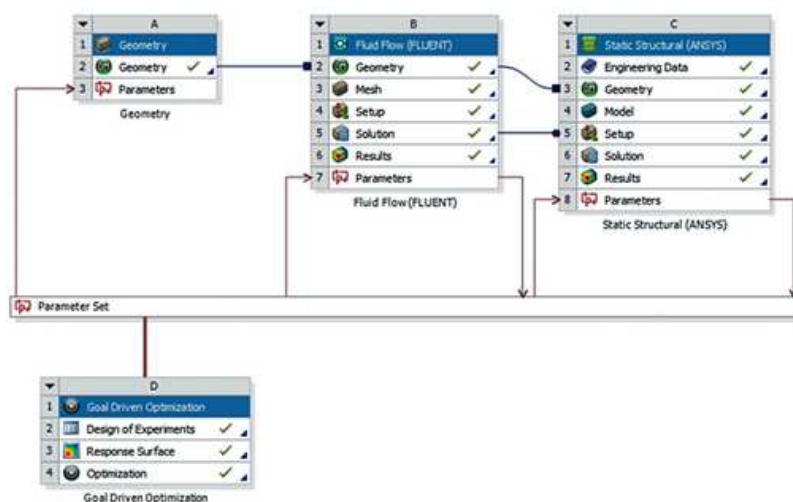 A
1 Geometry
2 Geometry
3 Parameters
Geometry
B
1 Fluid Flow (FLUENT)
2 Geometry
3 Mesh
4 Setup
5 Solution
6 Results
7 Parameters
Fluid Flow (FLUENT)
C
1 Static Structural (ANSYS)
2 Engineering Data
3 Geometry
4 Model
5 Setup
6 Solution
7 Results
8 Parameters
Static Structural (ANSYS)
Parameter Set
D
1 Goal Driven Optimization
2 Design of Experiments
3 Response Surface
4 Optimization
Goal Driven Optimization